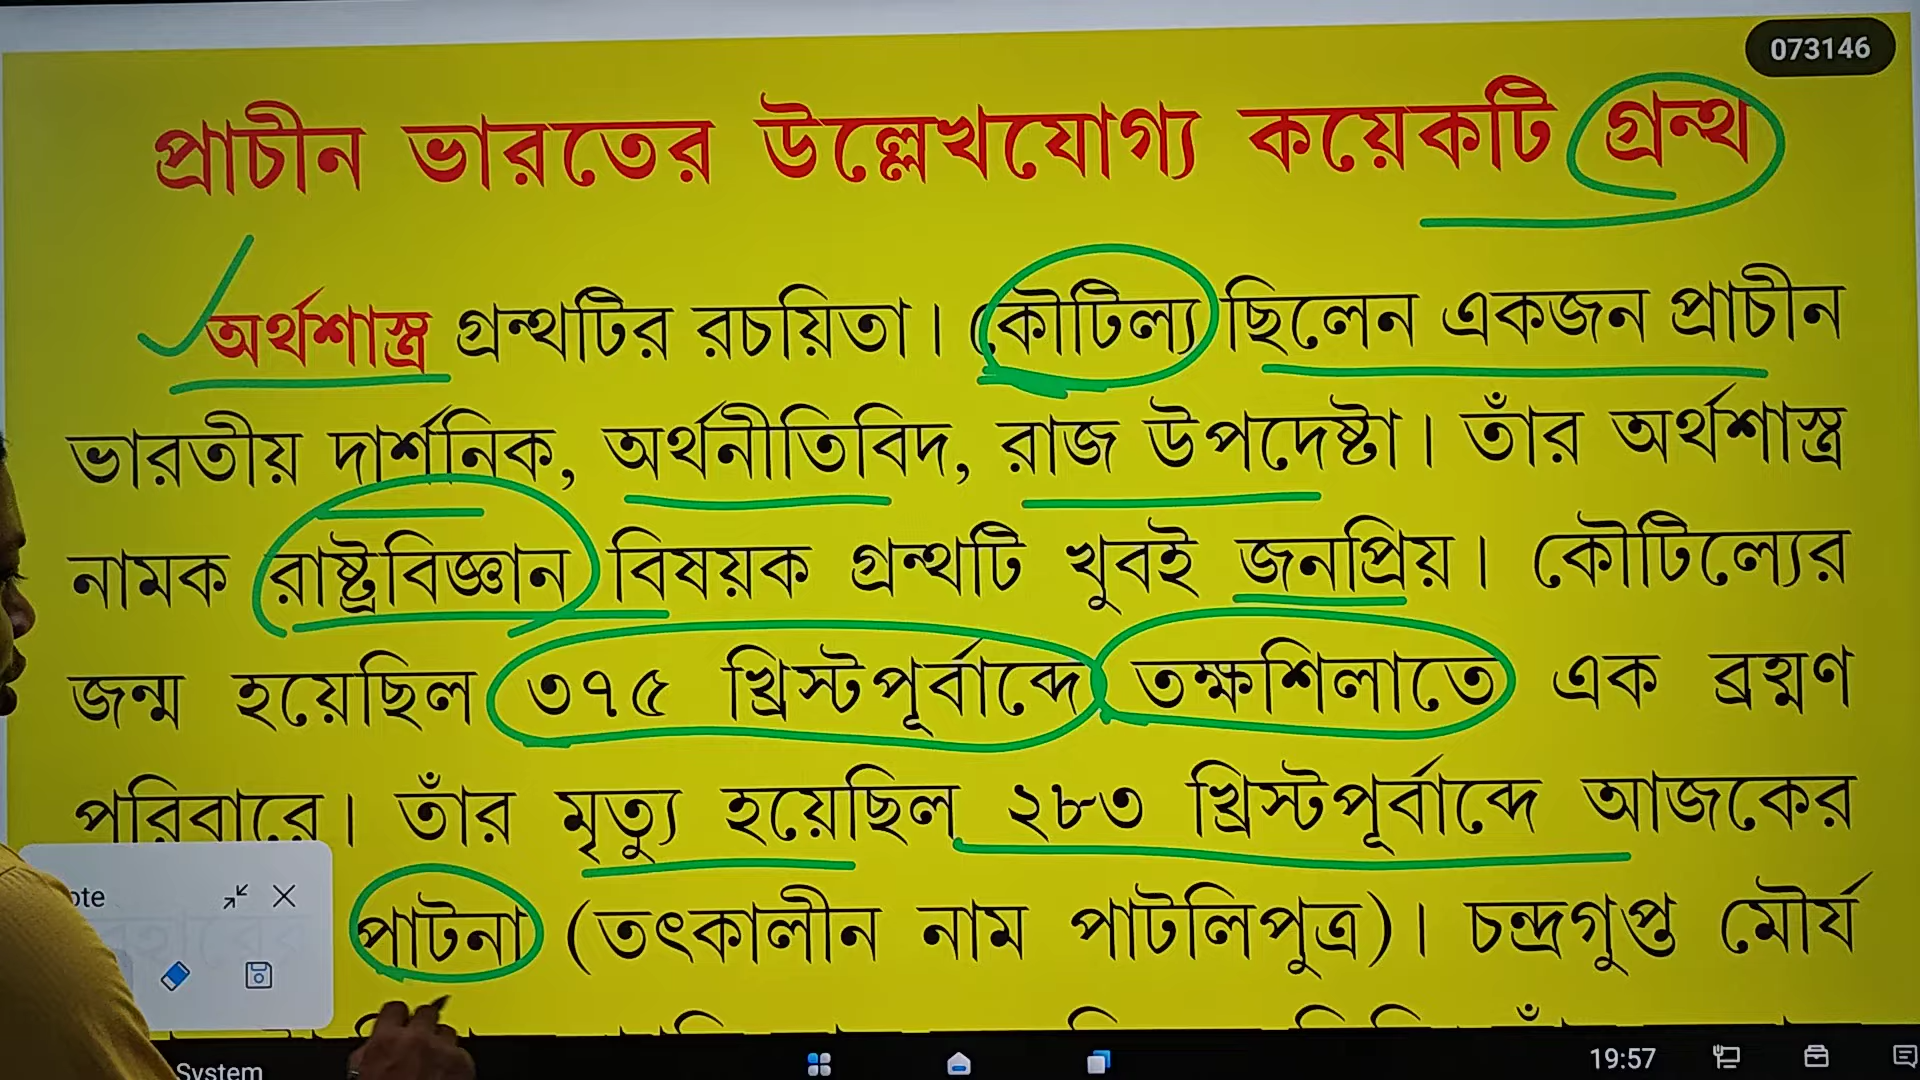 073146
প্রাচীন ভারতের উল্লেখযোগ্য কয়েকটি গ্রন্থ
অর্থশাস্ত্র গ্রন্থটির রচয়িতা। কৌটিল্য ছিলেন একজন প্রাচীন
ভারতীয় দার্শনিক, অর্থনীতিবিদ, রাজ উপদেষ্টা। তাঁর অর্থশাস্ত্র
নামক রাষ্ট্রবিজ্ঞান বিষয়ক গ্রন্থটি খুবই জনপ্রিয়। কৌটিল্যের
জন্ম হয়েছিল ৩৭৫ খ্রিস্টপূর্বাব্দে তক্ষশিলাতে এক ব্রহ্মণ
পরিবারে। তাঁর মৃত্যু হয়েছিল ২৮৩ খ্রিস্টপূর্বাব্দে আজকের
পাটনা (তৎকালীন নাম পাটলিপুত্র)। চন্দ্রগুপ্ত মৌর্য
ote
System
19:57